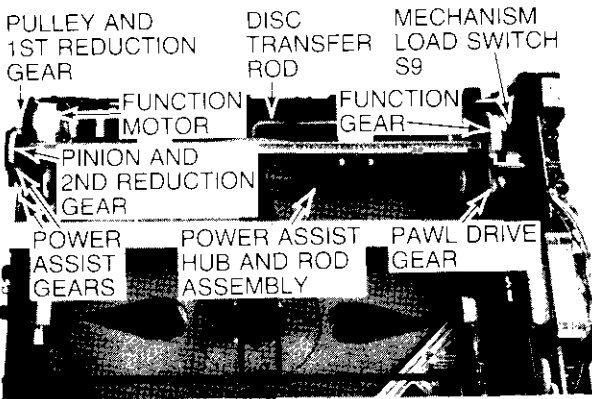 PULLEY AND
1ST REDUCTION
GEAR
DISC
TRANSFER
ROD
MECHANISM
LOAD SWITCH
S9
FUNCTION
MOTOR
FUNCTION
GEAR
PINION AND
2ND REDUCTION
GEAR
POWER
ASSIST
GEARS
POWER ASSIST
HUB AND ROD
ASSEMBLY
PAWL DRIVE
GEAR